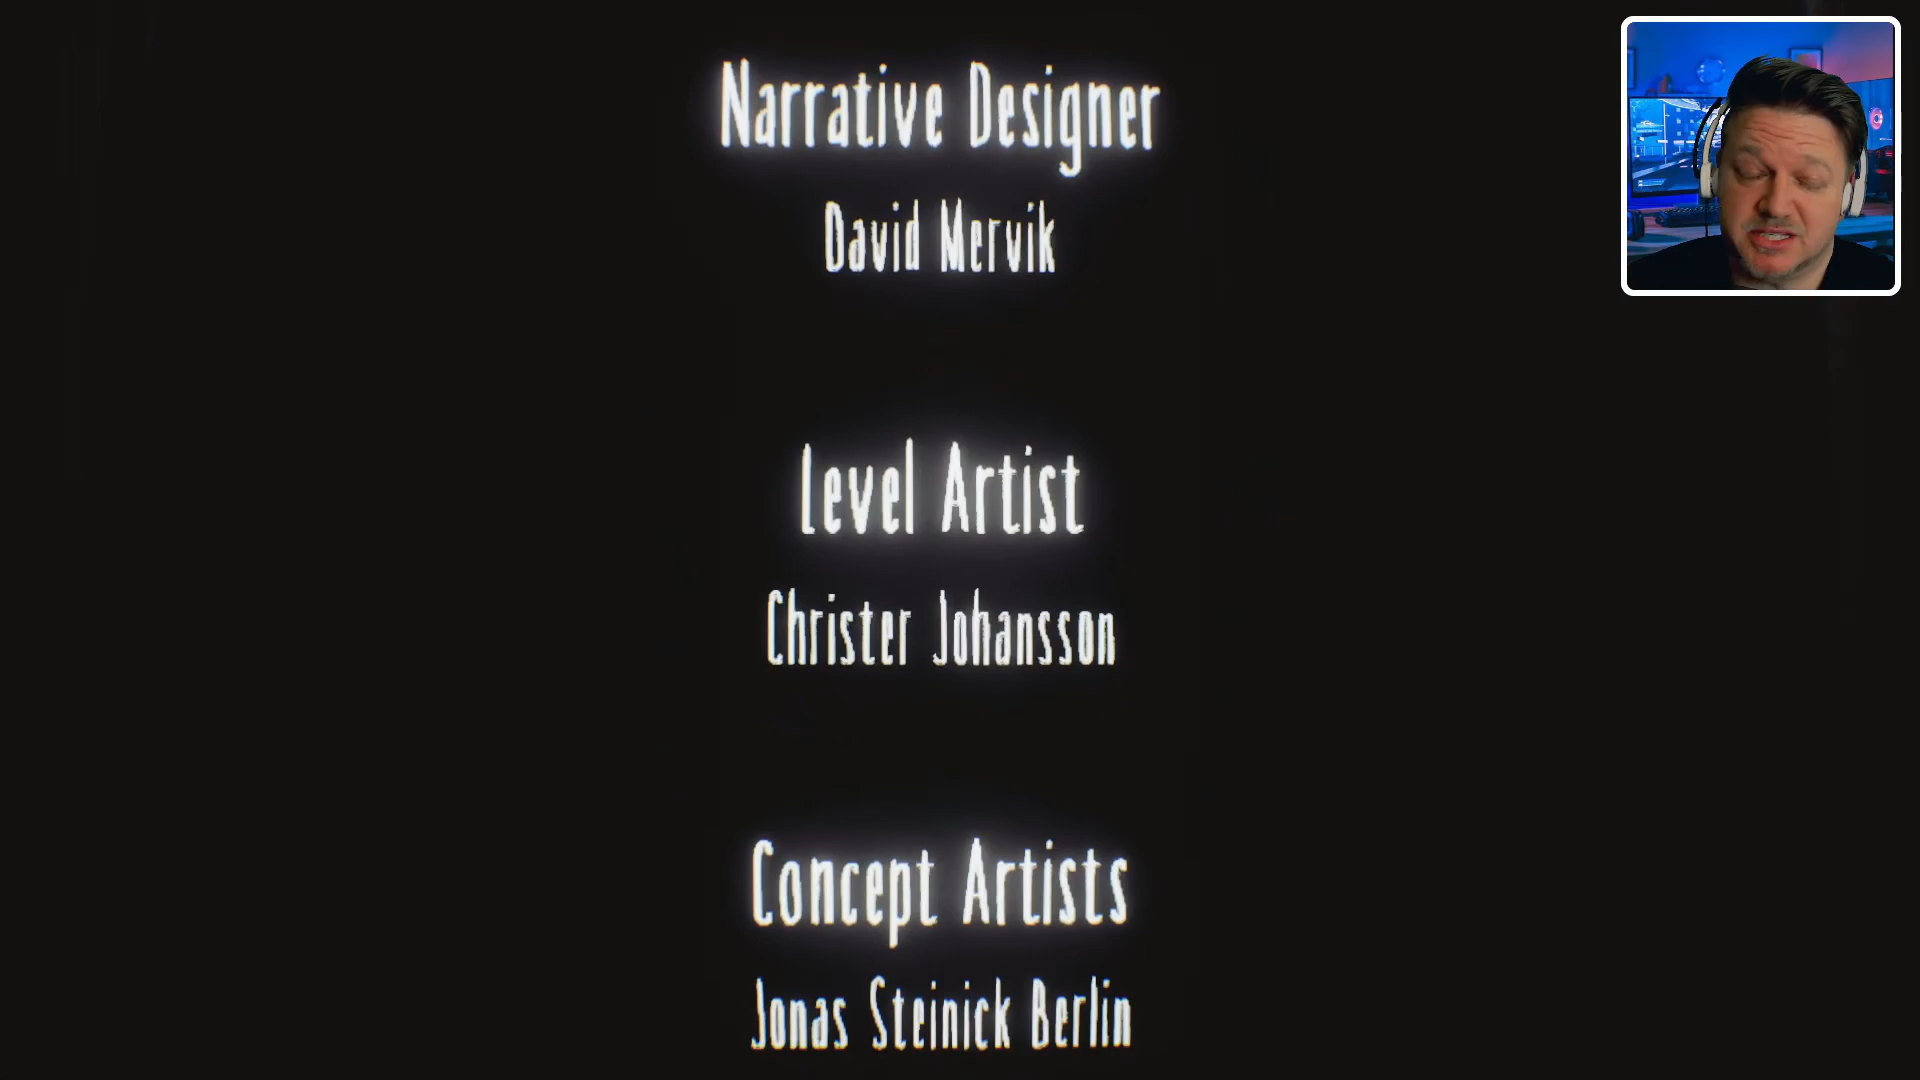 Narrative Designer
David Mervik
Level Artist
Christer Johansson
Concept Artists
Jonas Steinick Berlin